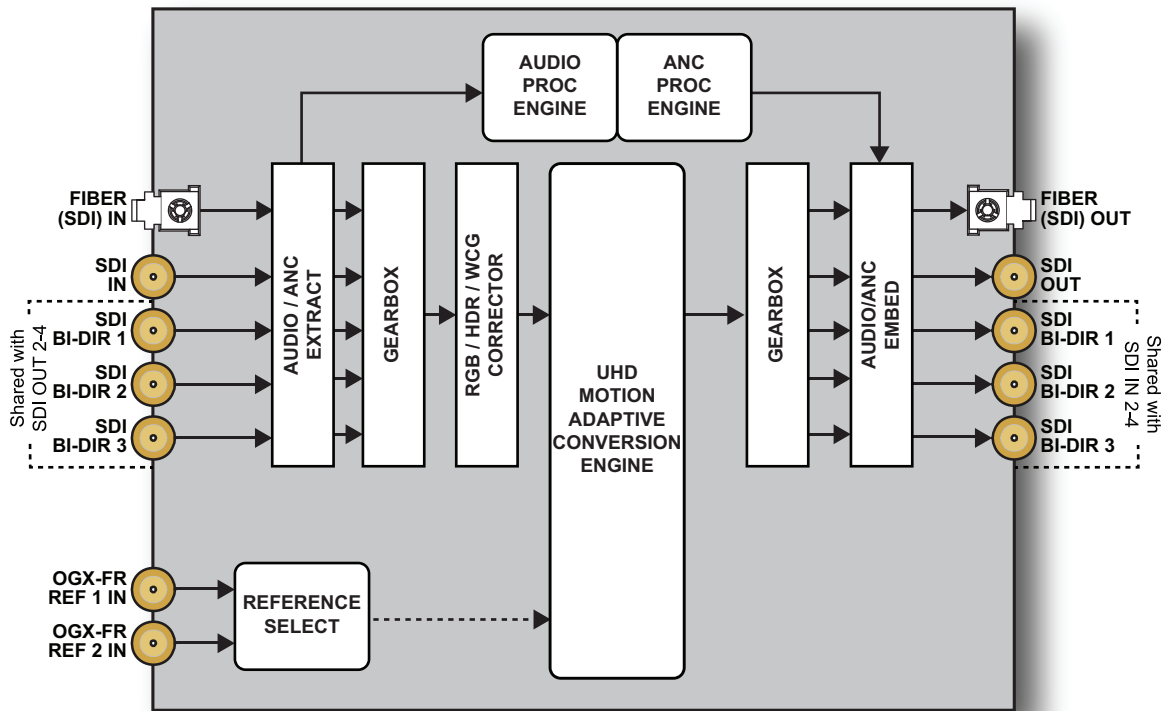 AUDIO
PROC
ENGINE
ANC
PROC
ENGINE
FIBER
(SDI) IN
SDI
IN
SDI
BI-DIR 1
SDI
BI-DIR 2
SDI
BI-DIR 3
Shared with
SDI OUT 2-4
AUDIO / ANC
EXTRACT
GEARBOX
RGB / HDR / WCG
CORRECTOR
UHD
MOTION
ADAPTIVE
CONVERSION
ENGINE
GEARBOX
AUDIO/ANC
EMBED
FIBER
(SDI) OUT
SDI
OUT
SDI
BI-DIR 1
SDI
BI-DIR 2
SDI
BI-DIR 3
Shared with
SDI IN 2-4
OGX-FR
REF 1 IN
OGX-FR
REF 2 IN
REFERENCE
SELECT